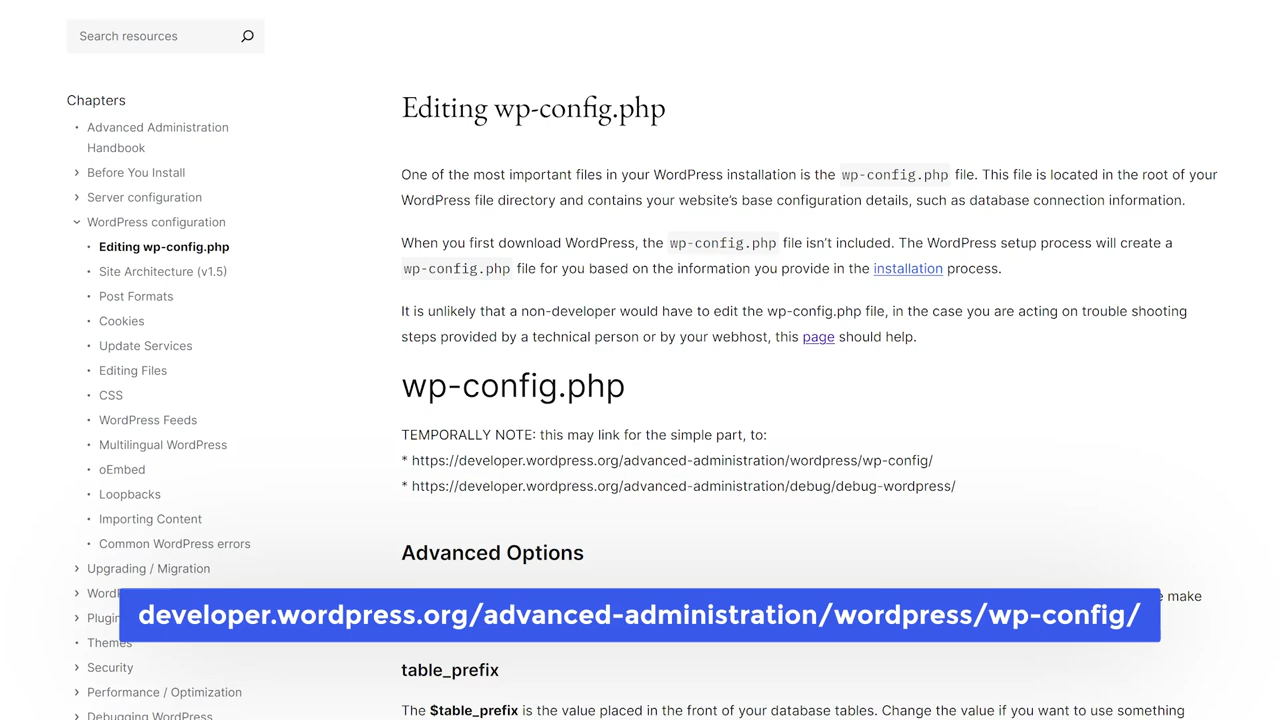 Search resources
Chapters
Advanced Administration
Handbook
Before You Install
Server configuration
WordPress configuration
Editing wp-config.php
Site Architecture (v1.5)
Post Formats
Cookies
Update Services
Editing Files
CSS
WordPress Feeds
Multilingual WordPress
oEmbed
Loopbacks
Importing Content
Common WordPress errors
Upgrading / Migration
Themes
Security
Performance / Optimization
Debugging WordPress
Editing wp-config.php
One of the most important files in your WordPress installation is the wp-config.php file. This file is located in the root of your
WordPress file directory and contains your website’s base configuration details, such as database connection information.
When you first download WordPress, the wp-config.php file isn’t included. The WordPress setup process will create a
wp-config.php file for you based on the information you provide in the installation process.
It is unlikely that a non-developer would have to edit the wp-config.php file, in the case you are acting on trouble shooting
steps provided by a technical person or by your webhost, this page should help.
wp-config.php
TEMPORALLY NOTE: this may link for the simple part, to:
* https://developer.wordpress.org/advanced-administration/wordpress/wp-config/
* https://developer.wordpress.org/advanced-administration/debug/debug-wordpress/
Advanced Options
make
developer.wordpress.org/advanced-administration/wordpress/wp-config/
table_prefix
The $table_prefix is the value placed in the front of your database tables. Change the value if you want to use something